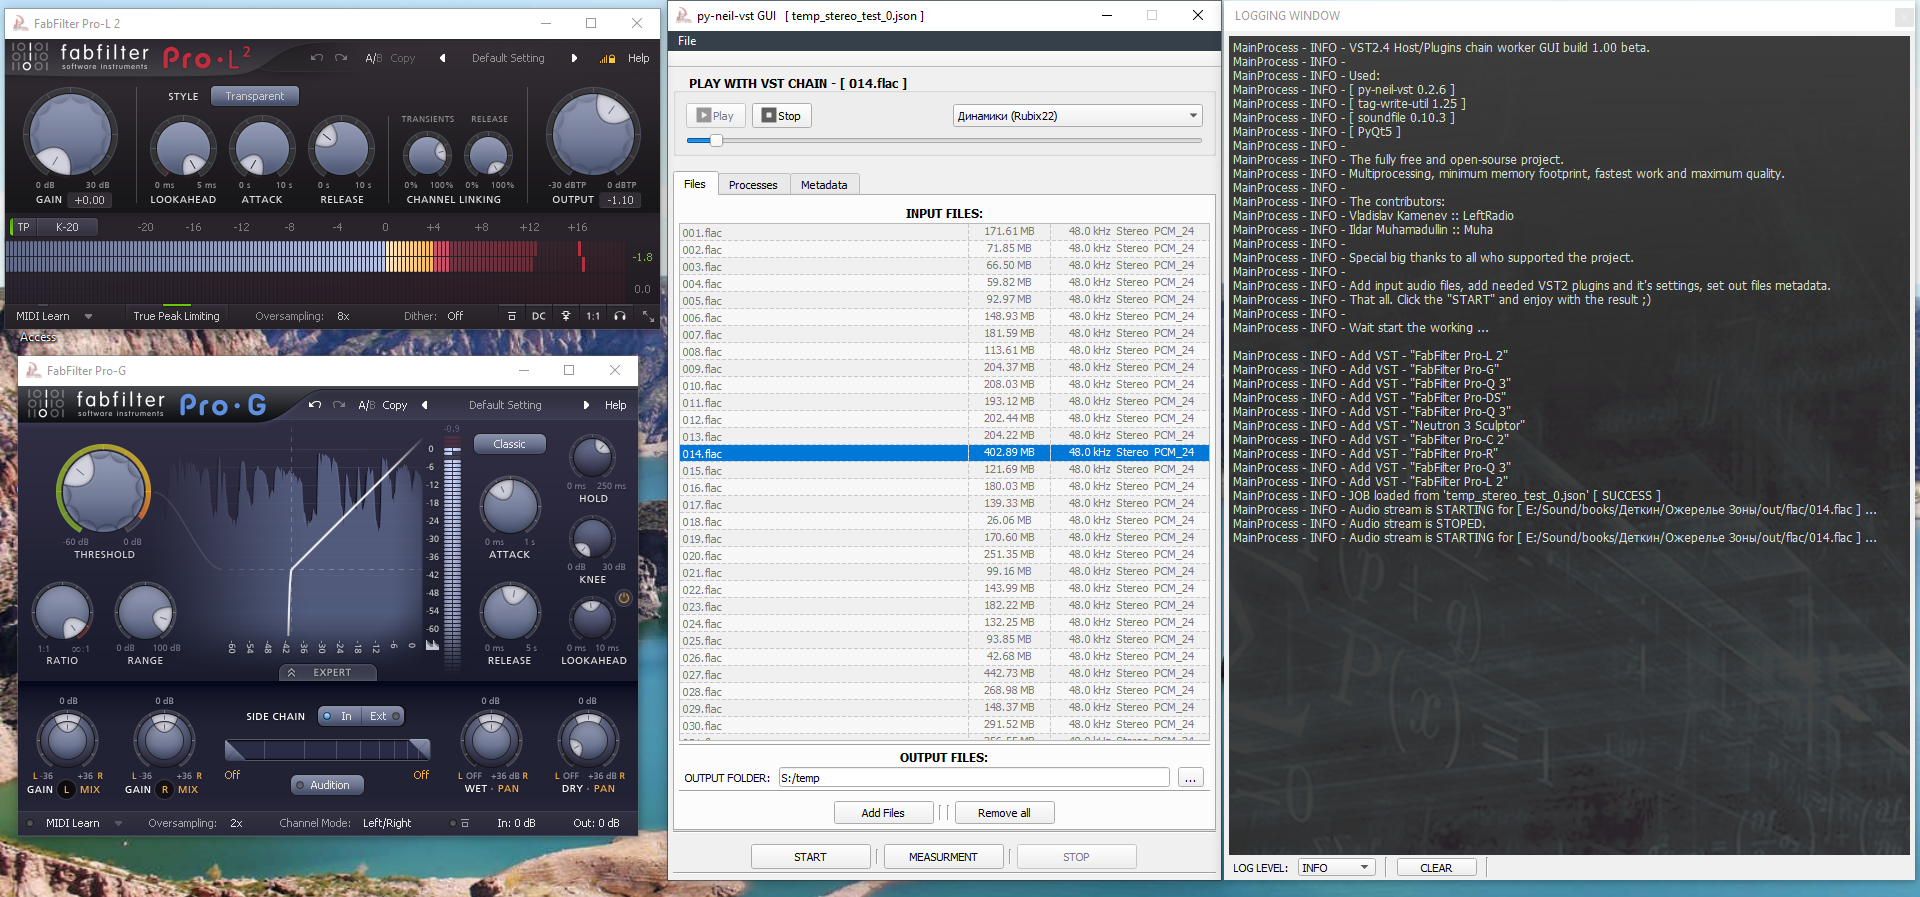 FabFilter Pro-L 2
fabfilter
software instruments
Pro·L 2
A/B Copy
Default Setting
Help
STYLE
Transparent
TRANSIENTS
RELEASE
0 dB 30 dB
GAIN +0.00
0 ms 5 ms
LOOKAHEAD
0 s 10 s
ATTACK
0 s 10 s
RELEASE
0% 100% 0% 100%
CHANNEL LINKING
-30 dBTP 0 dBTP
OUTPUT -1.10
TP K-20 -20 -16 -12 -8 -4 0 +4 +8 +12 +16
-1.8
0.0
MIDI Learn
True Peak Limiting
Oversampling: 8x
Dither: Off
DC
1:1
Access
FabFilter Pro-G
fabfilter
software instruments
Pro·G
A/B Copy
Default Setting
Help
-0.9
Classic
0
-6
-12
-18
-24
-30
-36
-42
-48
-54
-60
-60 dB 0 dB
THRESHOLD
1:1 ∞:1
RATIO
0 dB 100 dB
RANGE
-60 -54 -48 -42 -36 -30 -24 -18 -12 -6 0
0 ms 250 ms
HOLD
0 ms 1 s
ATTACK
0 dB 30 dB
KNEE
0 ms 5 s
RELEASE
0 ms 10 ms
LOOKAHEAD
EXPERT
0 dB
L -36 +36 R
GAIN L MIX
0 dB
L -36 +36 R
GAIN R MIX
SIDE CHAIN In Ext
Off Off
Audition
0 dB
L OFF +36 dB R
WET · PAN
0 dB
L OFF +36 dB R
DRY · PAN
MIDI Learn
Oversampling: 2x
Channel Mode: Left/Right
In: 0 dB
Out: 0 dB
py-neil-vst GUI [ temp_stereo_test_0.json ]
File
PLAY WITH VST CHAIN - [ 014.flac ]
Play
Stop
Динамики (Rubix22)
Files
Processes
Metadata
INPUT FILES:
001.flac 171.61 MB 48.0 kHz Stereo PCM_24
002.flac 71.85 MB 48.0 kHz Stereo PCM_24
003.flac 66.50 MB 48.0 kHz Stereo PCM_24
004.flac 59.82 MB 48.0 kHz Stereo PCM_24
005.flac 92.97 MB 48.0 kHz Stereo PCM_24
006.flac 148.93 MB 48.0 kHz Stereo PCM_24
007.flac 181.59 MB 48.0 kHz Stereo PCM_24
008.flac 113.61 MB 48.0 kHz Stereo PCM_24
009.flac 204.37 MB 48.0 kHz Stereo PCM_24
010.flac 208.03 MB 48.0 kHz Stereo PCM_24
011.flac 193.12 MB 48.0 kHz Stereo PCM_24
012.flac 202.44 MB 48.0 kHz Stereo PCM_24
013.flac 204.22 MB 48.0 kHz Stereo PCM_24
014.flac 402.89 MB 48.0 kHz Stereo PCM_24
015.flac 121.69 MB 48.0 kHz Stereo PCM_24
016.flac 180.03 MB 48.0 kHz Stereo PCM_24
017.flac 139.33 MB 48.0 kHz Stereo PCM_24
018.flac 26.06 MB 48.0 kHz Stereo PCM_24
019.flac 170.60 MB 48.0 kHz Stereo PCM_24
020.flac 251.35 MB 48.0 kHz Stereo PCM_24
021.flac 99.16 MB 48.0 kHz Stereo PCM_24
022.flac 143.99 MB 48.0 kHz Stereo PCM_24
023.flac 182.22 MB 48.0 kHz Stereo PCM_24
024.flac 132.25 MB 48.0 kHz Stereo PCM_24
025.flac 93.85 MB 48.0 kHz Stereo PCM_24
026.flac 42.68 MB 48.0 kHz Stereo PCM_24
027.flac 442.73 MB 48.0 kHz Stereo PCM_24
028.flac 268.98 MB 48.0 kHz Stereo PCM_24
029.flac 148.37 MB 48.0 kHz Stereo PCM_24
030.flac 291.52 MB 48.0 kHz Stereo PCM_24
OUTPUT FILES:
OUTPUT FOLDER: S:/temp ...
Add Files
Remove all
START
MEASURMENT
STOP
LOGGING WINDOW
MainProcess - INFO - VST2.4 Host/Plugins chain worker GUI build 1.00 beta.
MainProcess - INFO -
MainProcess - INFO - Used:
MainProcess - INFO - [ py-neil-vst 0.2.6 ]
MainProcess - INFO - [ tag-write-util 1.25 ]
MainProcess - INFO - [ soundfile 0.10.3 ]
MainProcess - INFO - [ PyQt5 ]
MainProcess - INFO -
MainProcess - INFO - The fully free and open-sourse project.
MainProcess - INFO - Multiprocessing, minimum memory footprint, fastest work and maximum quality.
MainProcess - INFO -
MainProcess - INFO - The contributors:
MainProcess - INFO - Vladislav Kamenev :: LeftRadio
MainProcess - INFO - Ildar Muhamadullin :: Muha
MainProcess - INFO -
MainProcess - INFO - Special big thanks to all who supported the project.
MainProcess - INFO -
MainProcess - INFO - Add input audio files, add needed VST2 plugins and it's settings, set out files metadata.
MainProcess - INFO - That all. Click the "START" and enjoy with the result ;)
MainProcess - INFO -
MainProcess - INFO - Wait start the working ...
MainProcess - INFO - Add VST - "FabFilter Pro-L 2"
MainProcess - INFO - Add VST - "FabFilter Pro-G"
MainProcess - INFO - Add VST - "FabFilter Pro-Q 3"
MainProcess - INFO - Add VST - "FabFilter Pro-DS"
MainProcess - INFO - Add VST - "FabFilter Pro-Q 3"
MainProcess - INFO - Add VST - "Neutron 3 Sculptor"
MainProcess - INFO - Add VST - "FabFilter Pro-C 2"
MainProcess - INFO - Add VST - "FabFilter Pro-R"
MainProcess - INFO - Add VST - "FabFilter Pro-Q 3"
MainProcess - INFO - Add VST - "FabFilter Pro-L 2"
MainProcess - INFO - JOB loaded from 'temp_stereo_test_0.json' [ SUCCESS ]
MainProcess - INFO - Audio stream is STARTING for [ E:/Sound/books/Деткин/Ожерелье Зоны/out/flac/014.flac ] ...
MainProcess - INFO - Audio stream is STOPED.
MainProcess - INFO - Audio stream is STARTING for [ E:/Sound/books/Деткин/Ожерелье Зоны/out/flac/014.flac ] ...
LOG LEVEL: INFO
CLEAR